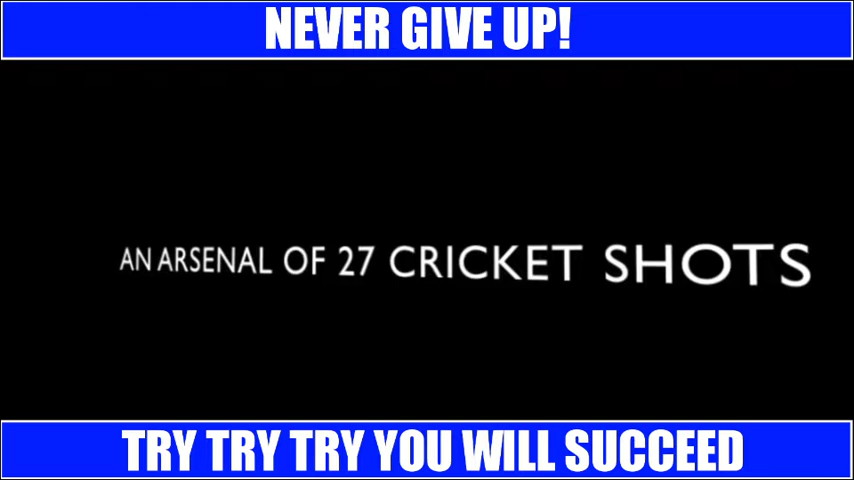 NEVER GIVE UP!
AN ARSENAL OF 27 CRICKET SHOTS
TRY TRY TRY YOU WILL SUCCEED